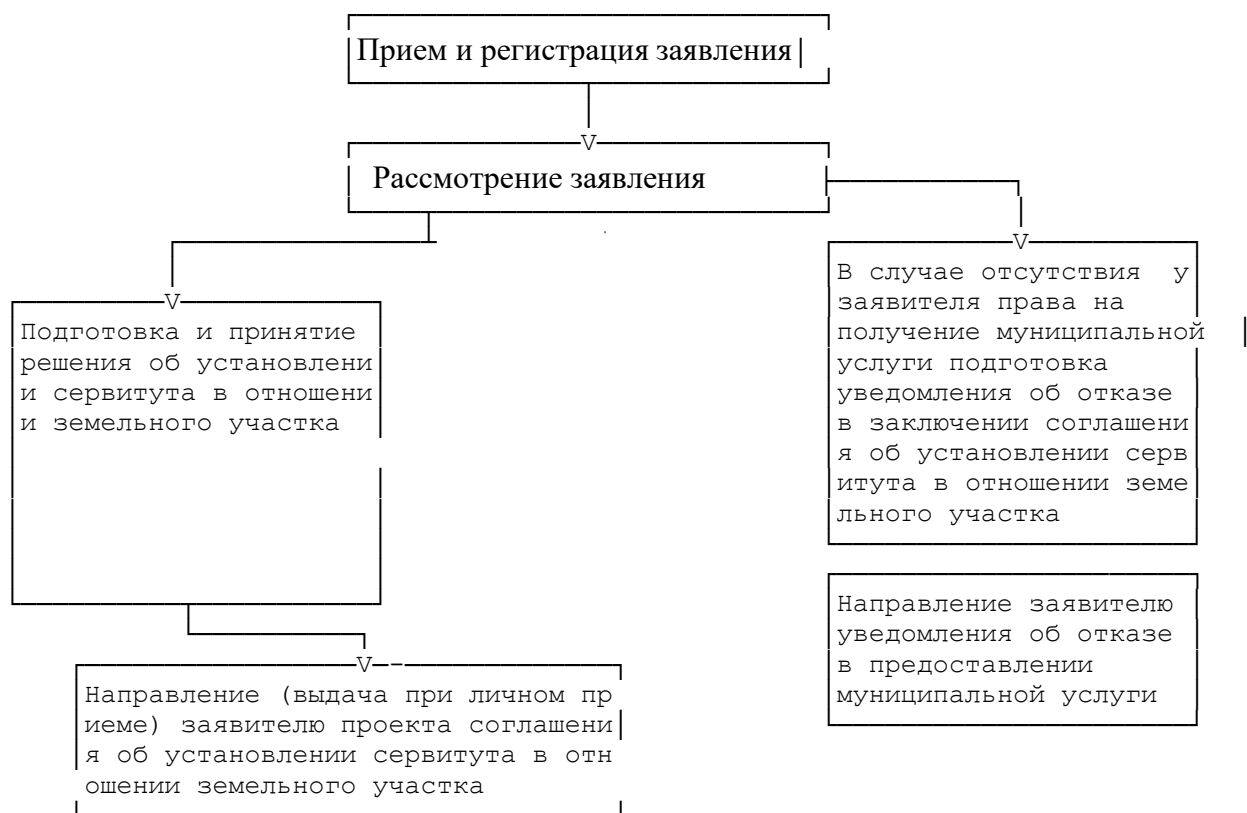 Прием и регистрация заявления
Рассмотрение заявления
Подготовка и принятие
решения об установлени
и сервитута в отношени
и земельного участка
В случае отсутствия у
заявителя права на
получение муниципальной
услуги подготовка
уведомления об отказе
в заключении соглашени
я об установлении серв
итута в отношении земе
льного участка
Направление (выдача при личном пр
иеме) заявителю проекта соглашени
я об установлении сервитута в отн
ошении земельного участка
Направление заявителю
уведомления об отказе
в предоставлении
муниципальной услуги